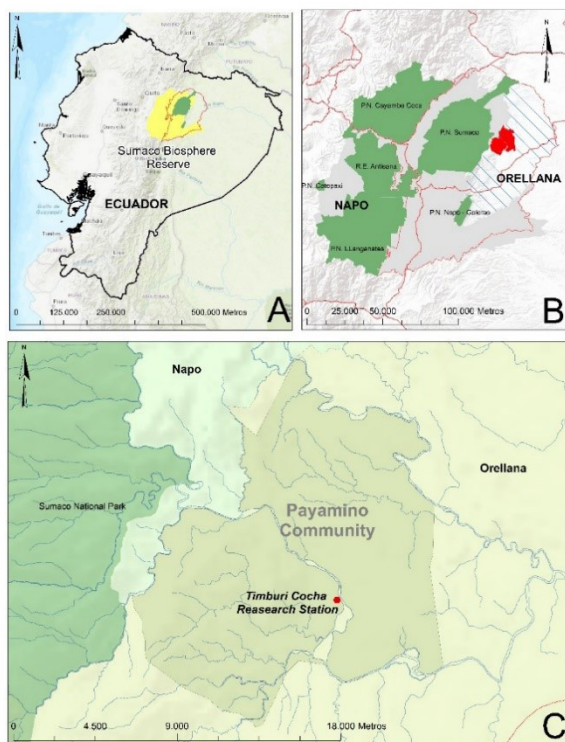 N
A
Quito
Sumaco Biosphere
Reserve
ECUADOR
0 125.000 250.000 500.000 Metros
N
B
P.N. Cayambe Coca
P.N. Sumaco
R.E. Antisana
P.N. Cotopaxi
ORELLANA
NAPO
P.N. Napo - Galeras
P.N. LLanganates
0 25.000 50.000 100.000 Metros
N
Napo
Orellana
Sumaco National Park
Payamino
Community
Timburi Cocha
Reasearch Station
0 4.500 9.000 18.000 Metros
C